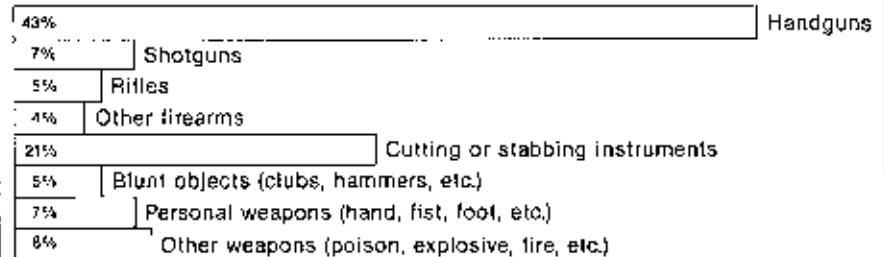 43% Handguns
7% Shotguns
5% Rifles
4% Other firearms
21% Cutting or stabbing instruments
5% Blunt objects (clubs, hammers, etc.)
7% Personal weapons (hand, fist, foot, etc.)
8% Other weapons (poison, explosive, fire, etc.)